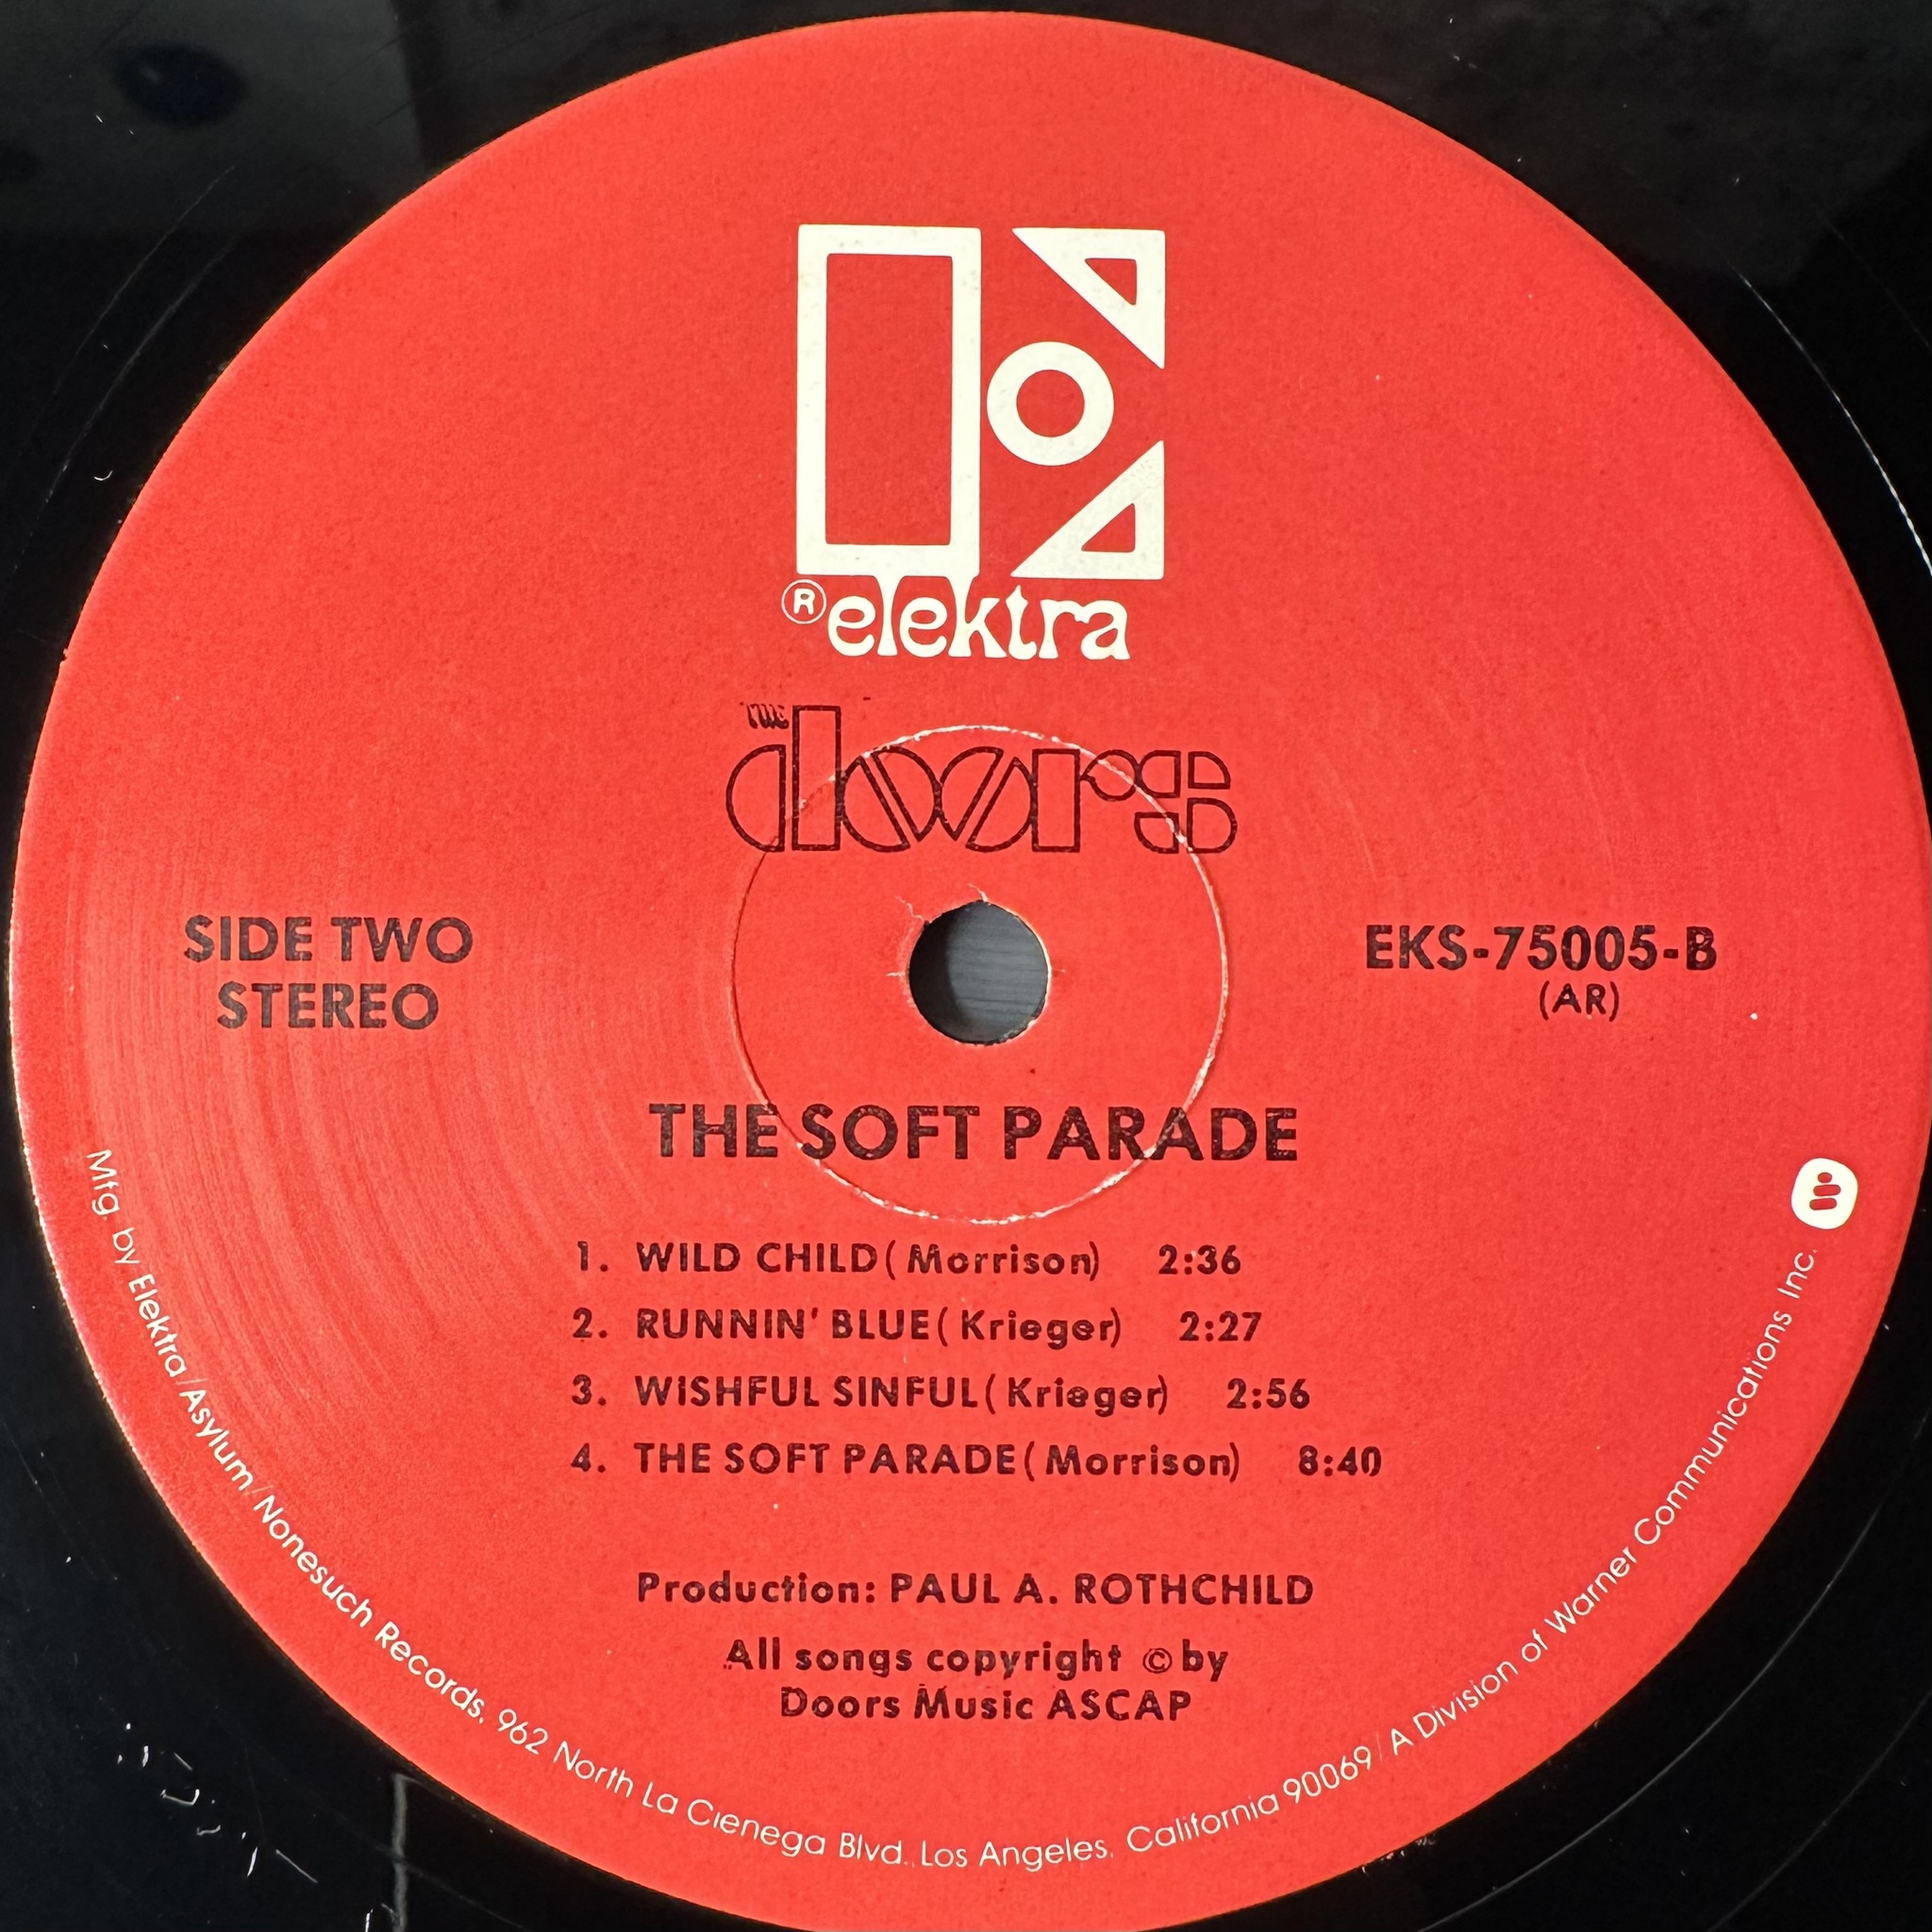 ® elektra
the doors
SIDE TWO
STEREO
EKS-75005-B
(AR)
THE SOFT PARADE
1. WILD CHILD ( Morrison) 2:36
2. RUNNIN' BLUE ( Krieger) 2:27
3. WISHFUL SINFUL ( Krieger) 2:56
4. THE SOFT PARADE ( Morrison) 8:40
Production: PAUL A. ROTHCHILD
All songs copyright © by
Doors Music ASCAP
Mfg. by Elektra/Asylum/Nonesuch Records, 962 North La Cienega Blvd., Los Angeles, California 90069/A Division of Warner Communications Inc.